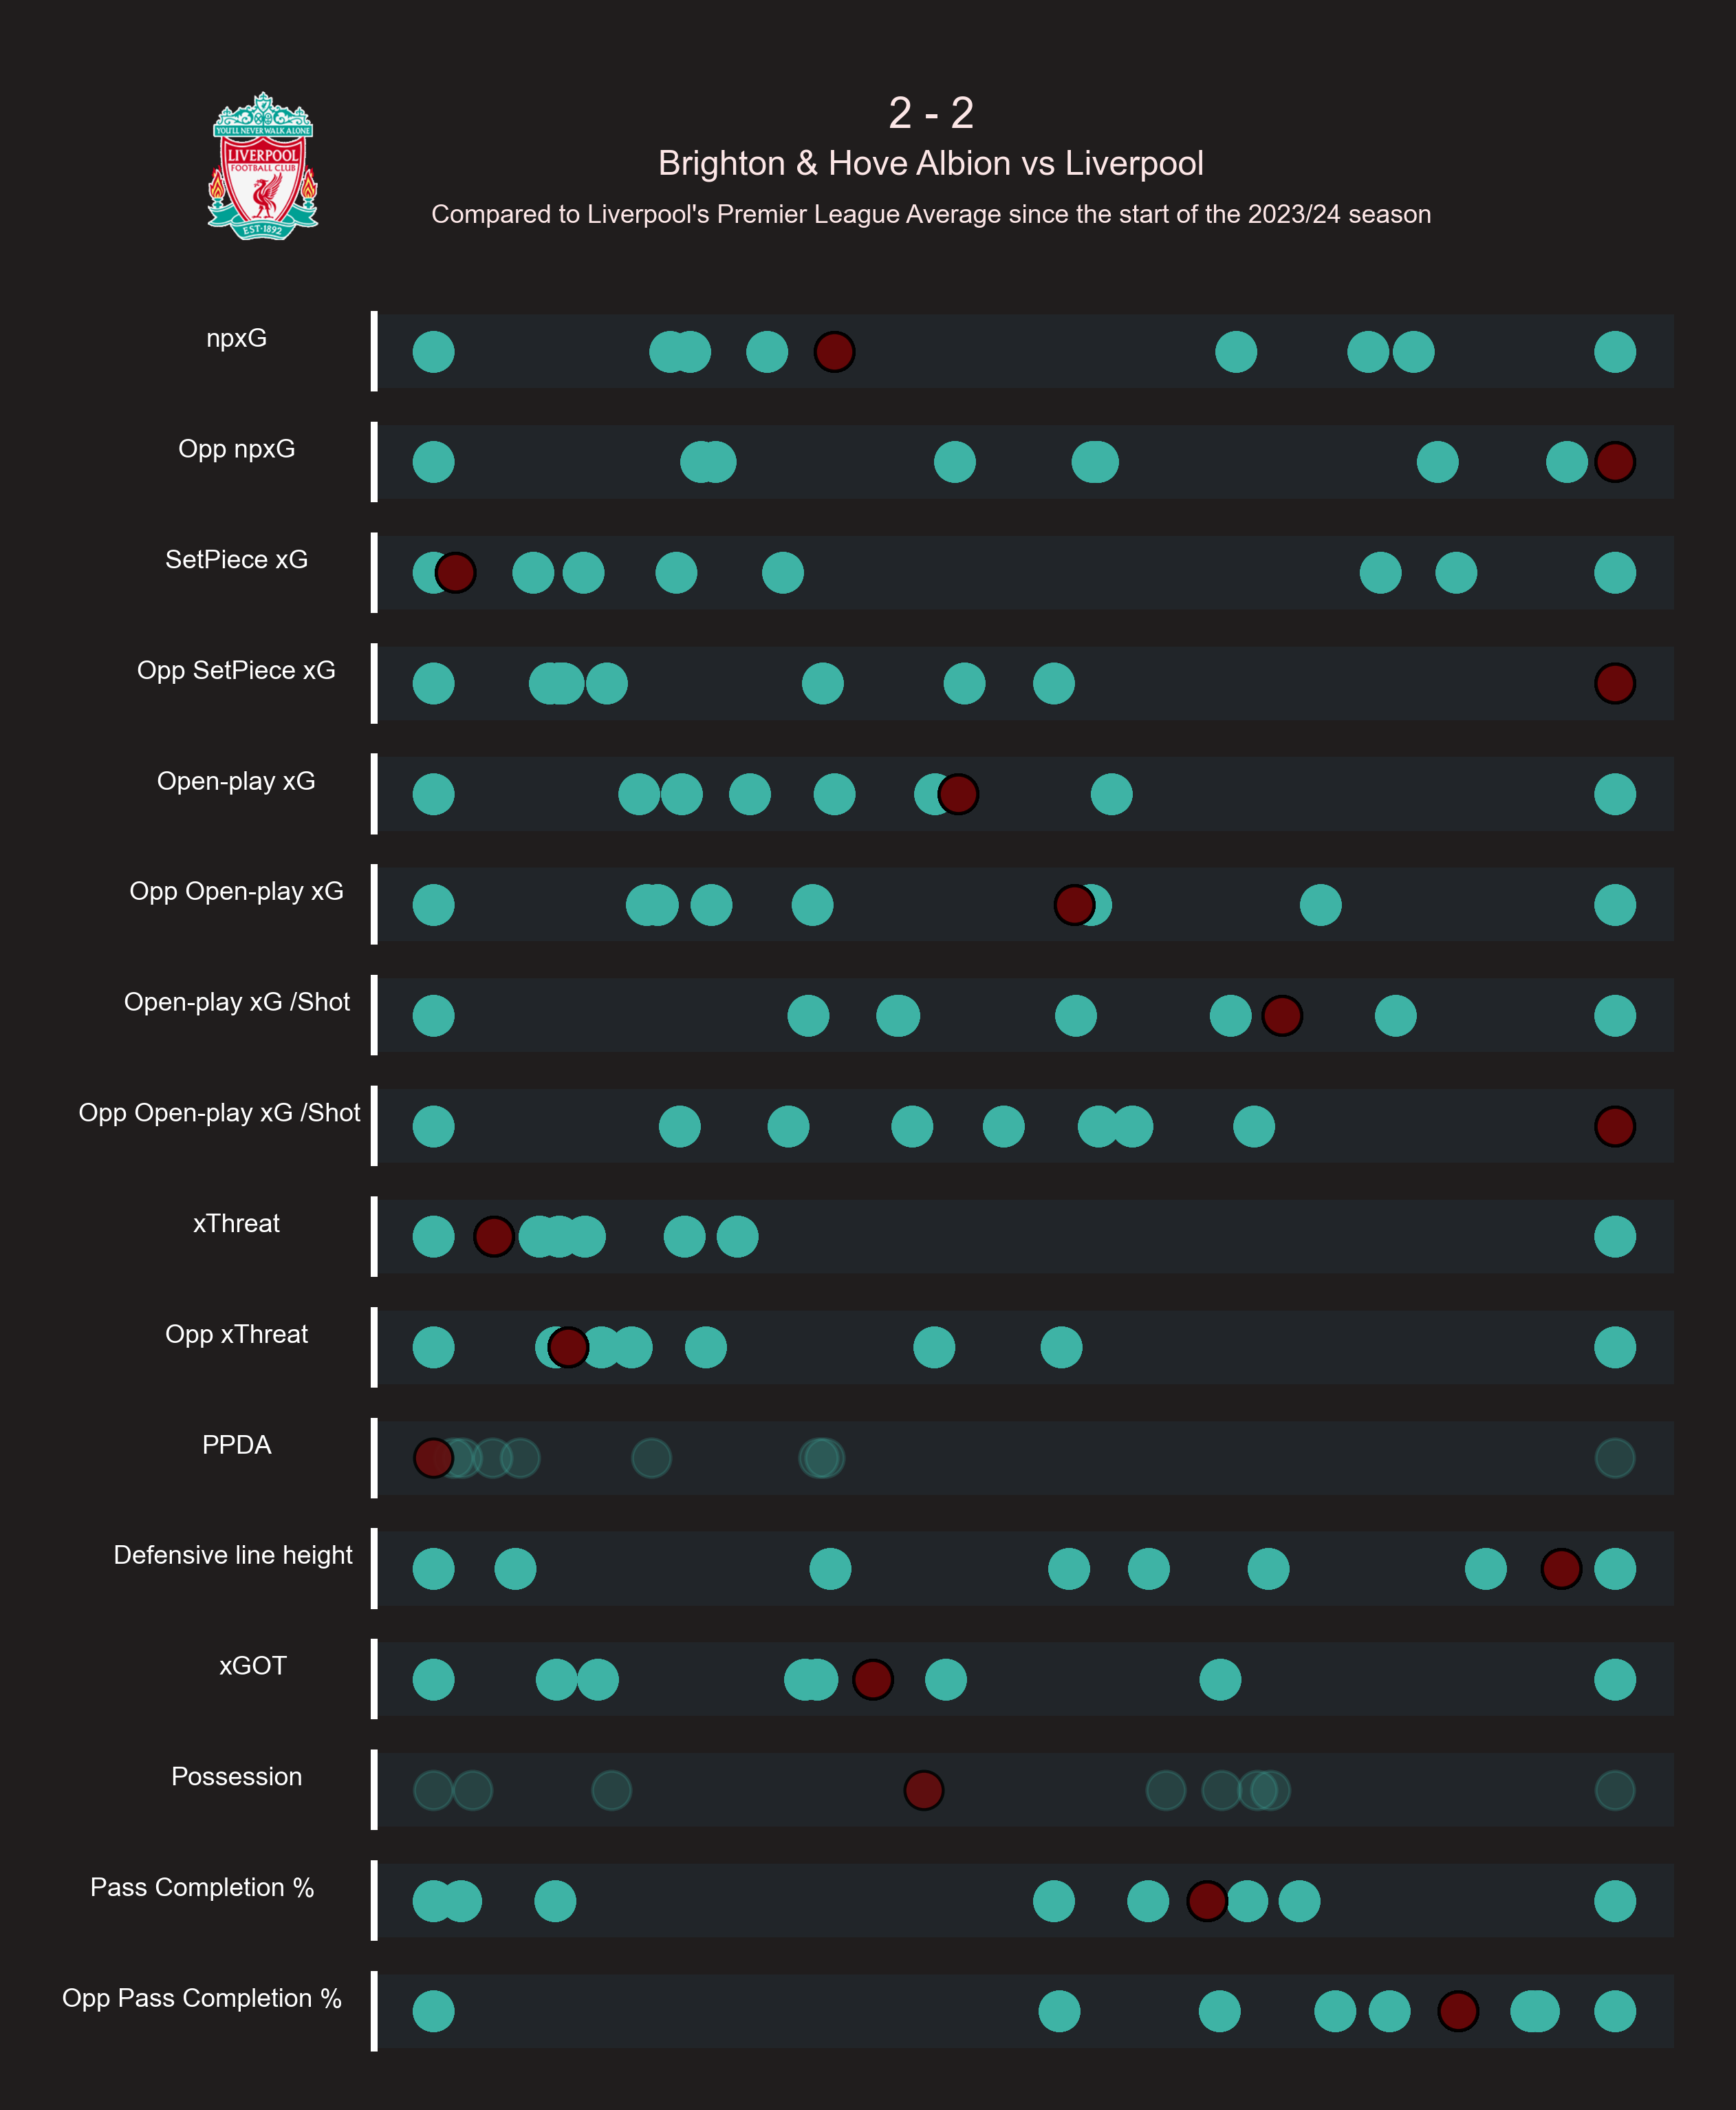 2 - 2
Brighton & Hove Albion vs Liverpool
Compared to Liverpool's Premier League Average since the start of the 2023/24 season
YOU'LL NEVER WALK ALONE
LIVERPOOL
FOOTBALL CLUB
EST·1892
npxG
Opp npxG
SetPiece xG
Opp SetPiece xG
Open-play xG
Opp Open-play xG
Open-play xG /Shot
Opp Open-play xG /Shot
xThreat
Opp xThreat
PPDA
Defensive line height
xGOT
Possession
Pass Completion %
Opp Pass Completion %